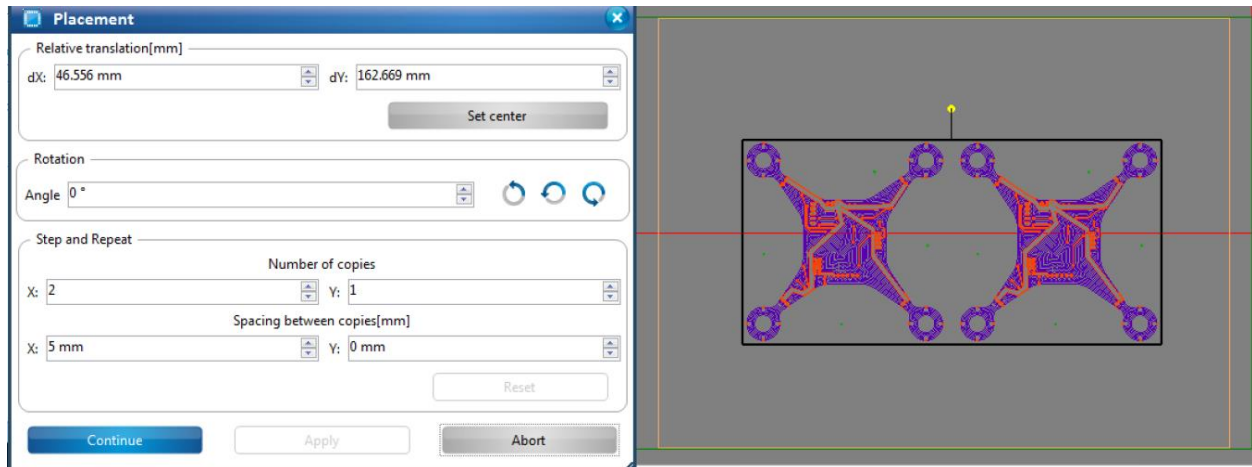 Placement
Relative translation[mm]
dX: 46.556 mm dY: 162.669 mm
Set center
Rotation
Angle 0 °
Step and Repeat
Number of copies
X: 2 Y: 1
Spacing between copies[mm]
X: 5 mm Y: 0 mm
Reset
Continue Apply Abort